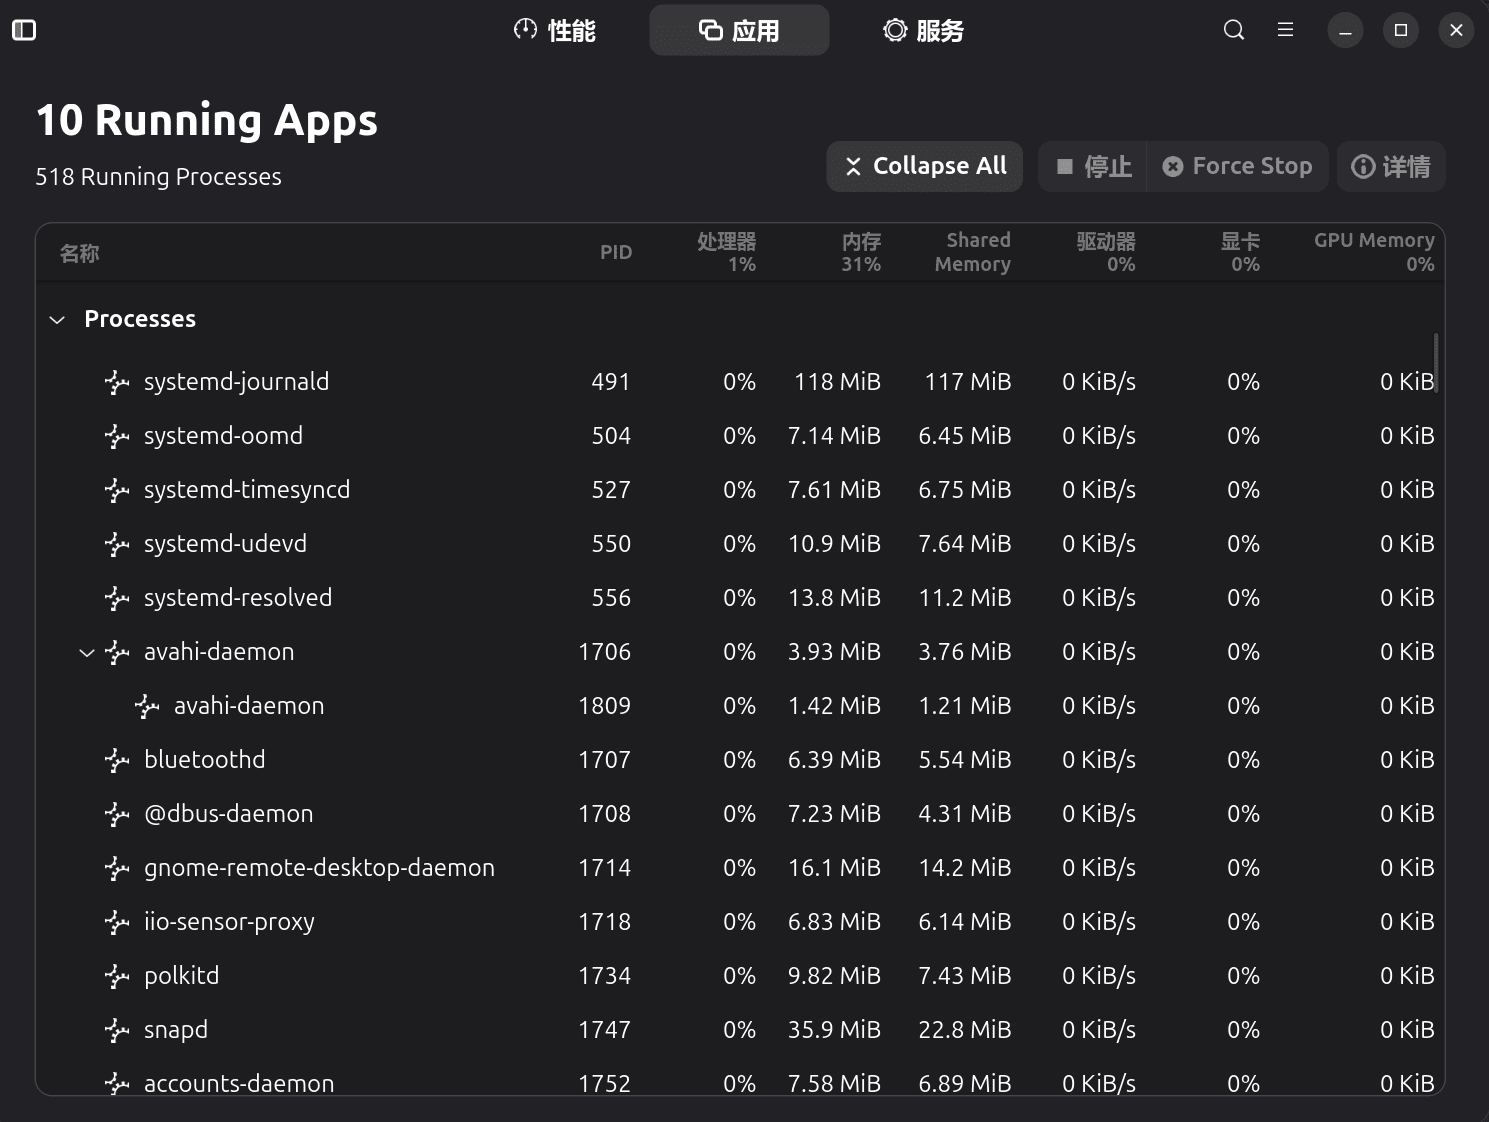 性能 应用 服务
10 Running Apps
518 Running Processes
Collapse All 停止 Force Stop 详情
名称 PID 处理器 1% 内存 31% Shared Memory 驱动器 0% 显卡 0% GPU Memory 0%
Processes
systemd-journald 491 0% 118 MiB 117 MiB 0 KiB/s 0% 0 KiB
systemd-oomd 504 0% 7.14 MiB 6.45 MiB 0 KiB/s 0% 0 KiB
systemd-timesyncd 527 0% 7.61 MiB 6.75 MiB 0 KiB/s 0% 0 KiB
systemd-udevd 550 0% 10.9 MiB 7.64 MiB 0 KiB/s 0% 0 KiB
systemd-resolved 556 0% 13.8 MiB 11.2 MiB 0 KiB/s 0% 0 KiB
avahi-daemon 1706 0% 3.93 MiB 3.76 MiB 0 KiB/s 0% 0 KiB
avahi-daemon 1809 0% 1.42 MiB 1.21 MiB 0 KiB/s 0% 0 KiB
bluetoothd 1707 0% 6.39 MiB 5.54 MiB 0 KiB/s 0% 0 KiB
@dbus-daemon 1708 0% 7.23 MiB 4.31 MiB 0 KiB/s 0% 0 KiB
gnome-remote-desktop-daemon 1714 0% 16.1 MiB 14.2 MiB 0 KiB/s 0% 0 KiB
iio-sensor-proxy 1718 0% 6.83 MiB 6.14 MiB 0 KiB/s 0% 0 KiB
polkitd 1734 0% 9.82 MiB 7.43 MiB 0 KiB/s 0% 0 KiB
snapd 1747 0% 35.9 MiB 22.8 MiB 0 KiB/s 0% 0 KiB
accounts-daemon 1752 0% 7.58 MiB 6.89 MiB 0 KiB/s 0% 0 KiB